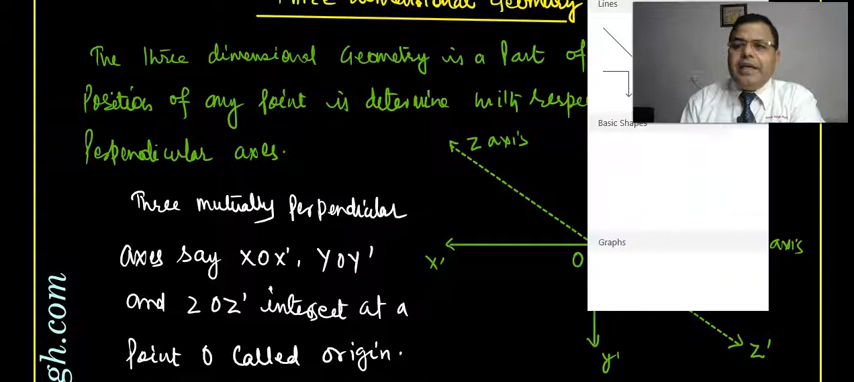 Three Dimensional Geometry
The Three dimensional Geometry is a Part of
Position of any Point is determine with respe
Perpendicular axes.
Three mutually perpendicular
axes say XOX', YOY'
and ZOZ' intersect at a
Point O called origin.
Z axis
X'
O
axis
Y'
Z'
Lines
Basic Shapes
Graphs
gh.com